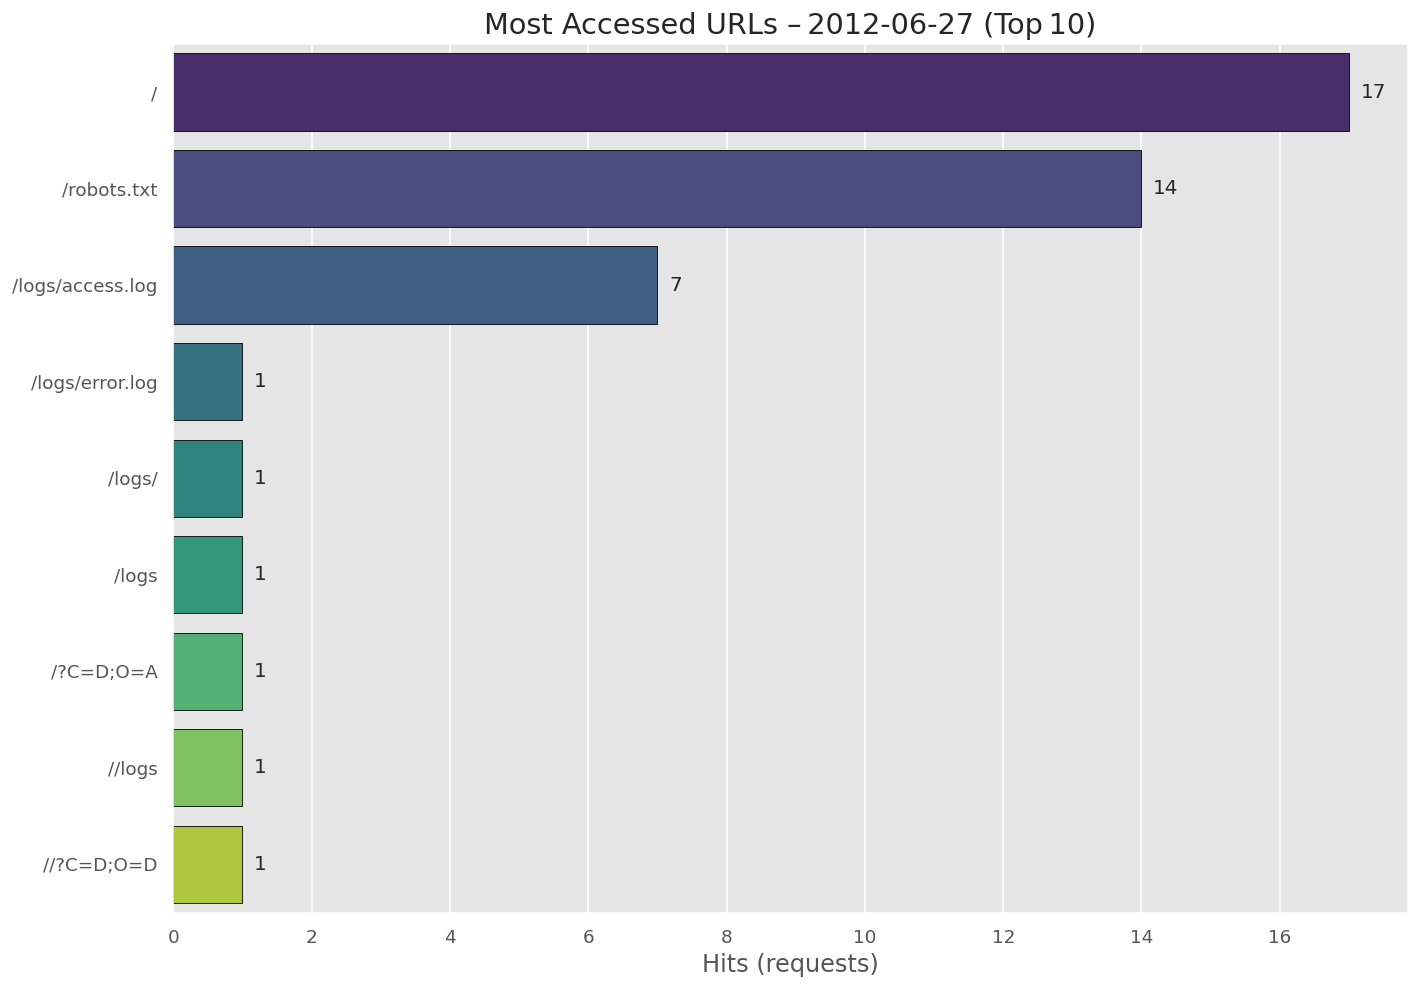 Most Accessed URLs – 2012-06-27 (Top 10)
/ 17
/robots.txt 14
/logs/access.log 7
/logs/error.log 1
/logs/ 1
/logs 1
/?C=D;O=A 1
//logs 1
//?C=D;O=D 1
0 2 4 6 8 10 12 14 16
Hits (requests)